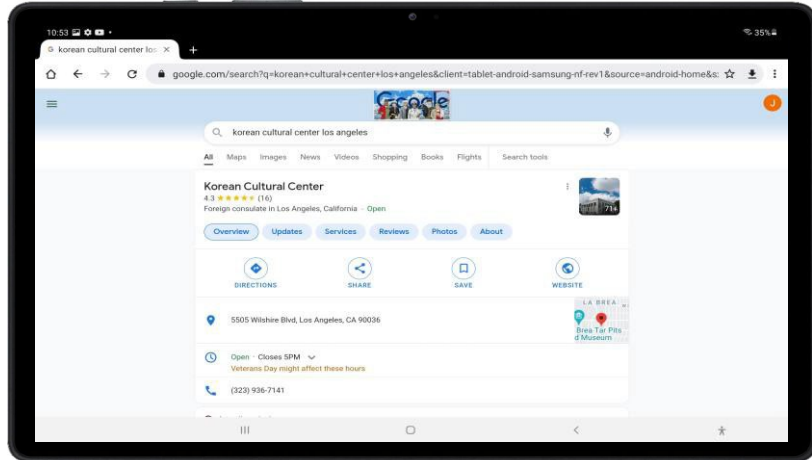 10:53
35%
G korean cultural center los
google.com/search?q=korean+cultural+center+los+angeles&client=tablet-android-samsung-nf-rev1&source=android-home&s
J
Google
korean cultural center los angeles
All Maps Images News Videos Shopping Books Flights Search tools
Korean Cultural Center
4.3 (16)
Foreign consulate in Los Angeles, California · Open
714
Overview Updates Services Reviews Photos About
DIRECTIONS SHARE SAVE WEBSITE
LA BREA
5505 Wilshire Blvd, Los Angeles, CA 90036
Brea Tar Pits
d Museum
Open · Closes 5PM
Veterans Day might affect these hours
(323) 936-7141